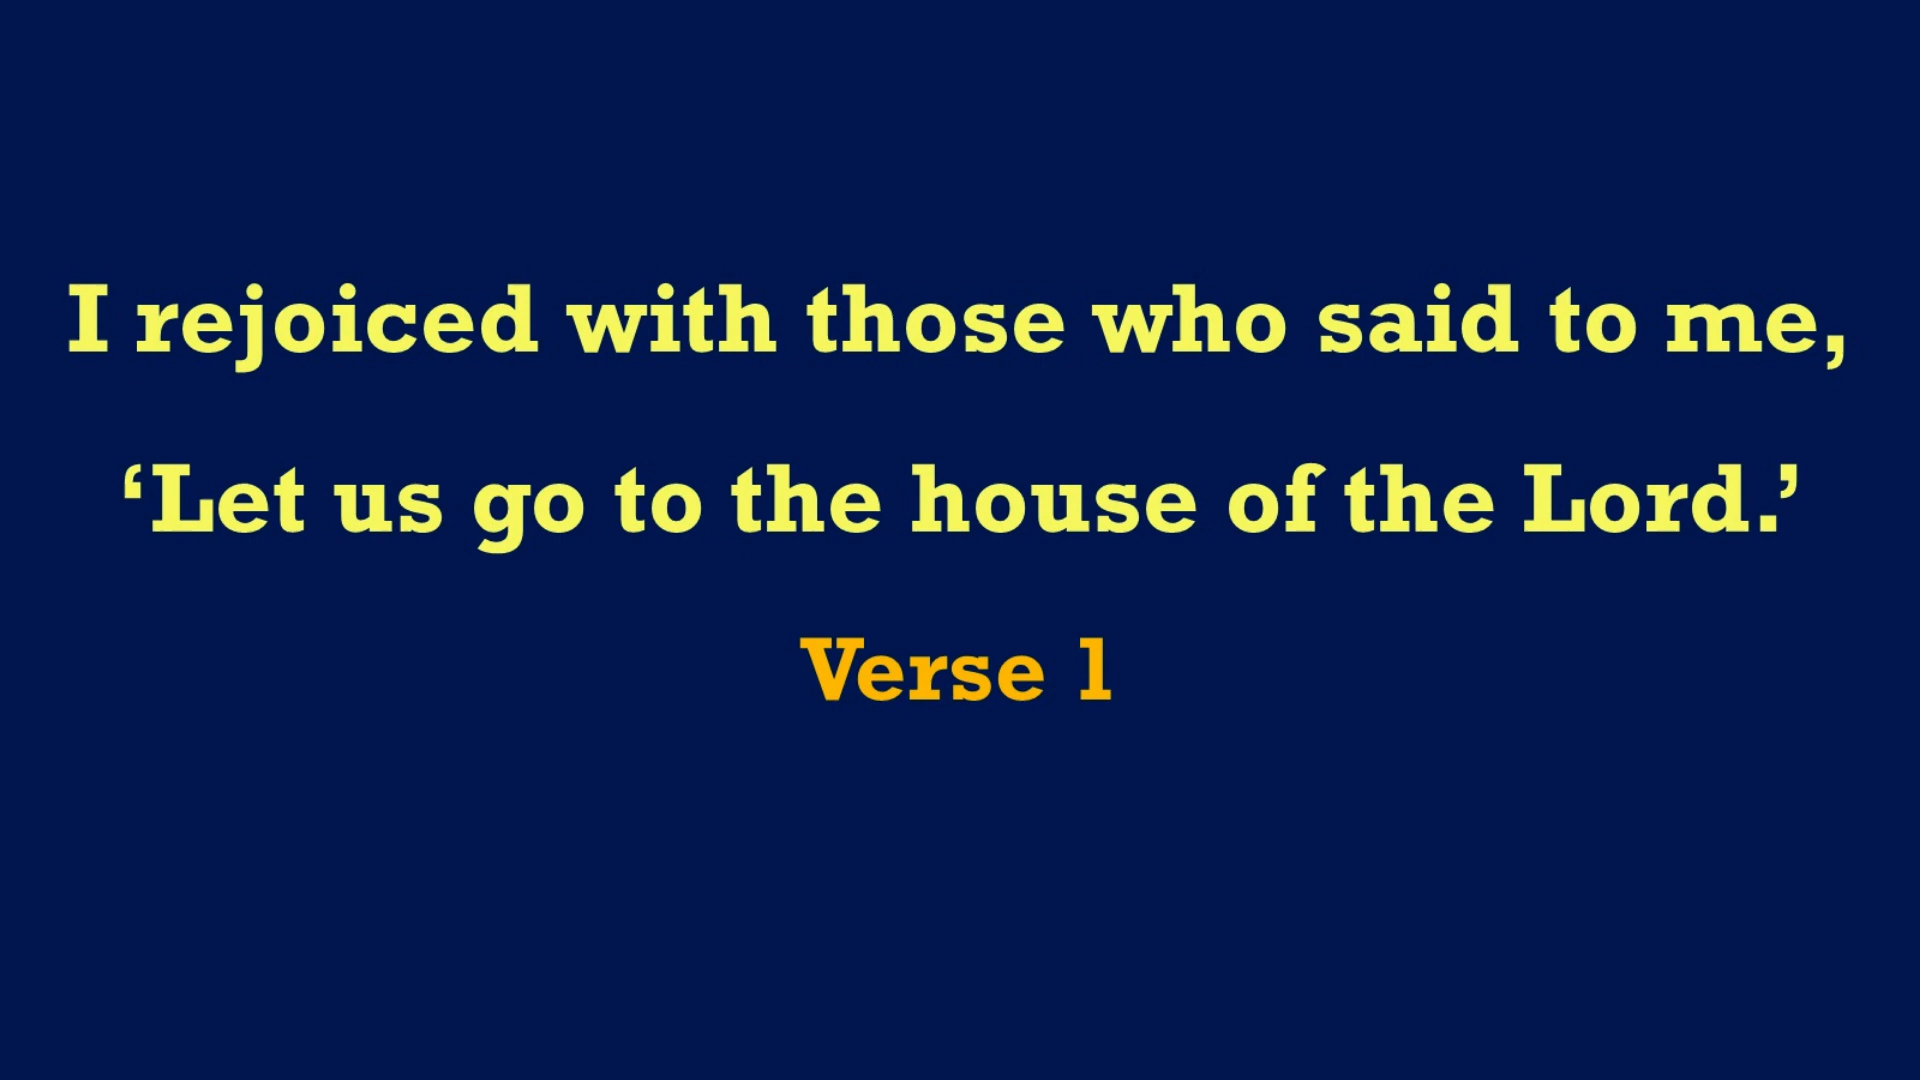 I rejoiced with those who said to me,
‘Let us go to the house of the Lord.’
Verse 1